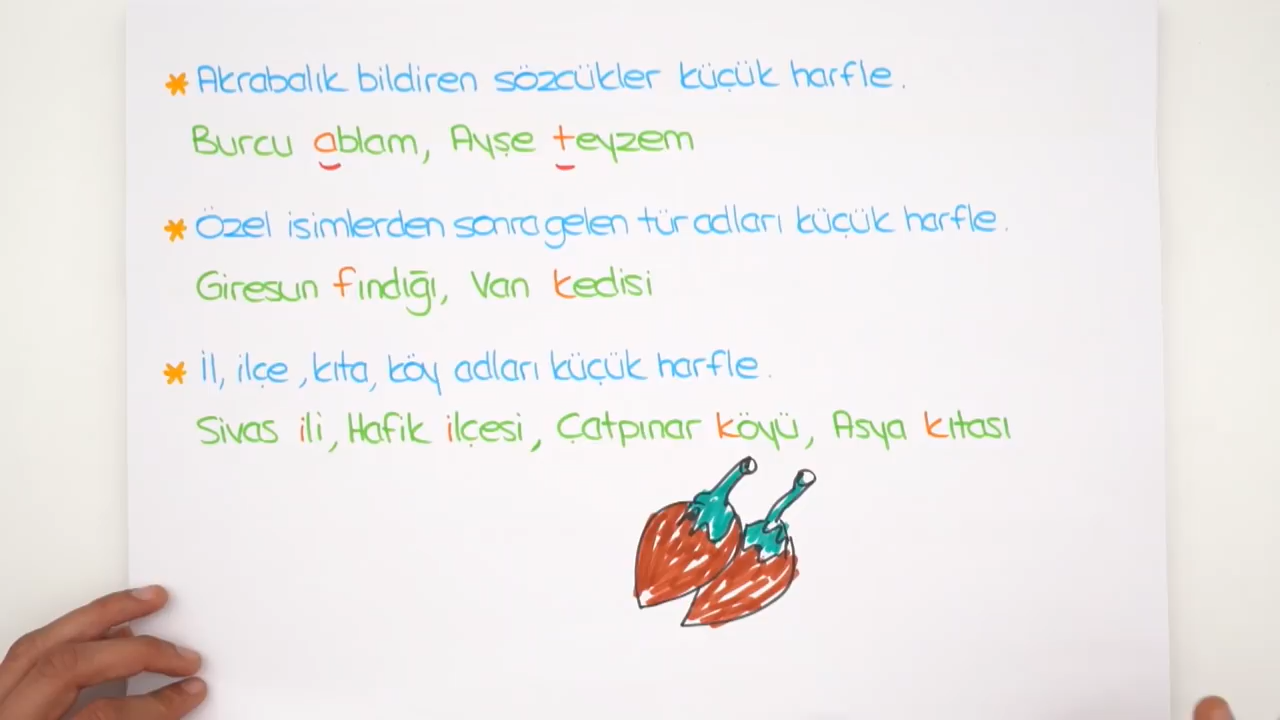 * Akrabalık bildiren sözcükler küçük harfle.
Burcu ablam, Ayşe teyzem
* Özel isimlerden sonra gelen tür adları küçük harfle.
Giresun fındığı, Van kedisi
* İl, ilçe, kıta, köy adları küçük harfle.
Sivas ili, Hafik ilçesi, Çatpınar köyü, Asya kıtası